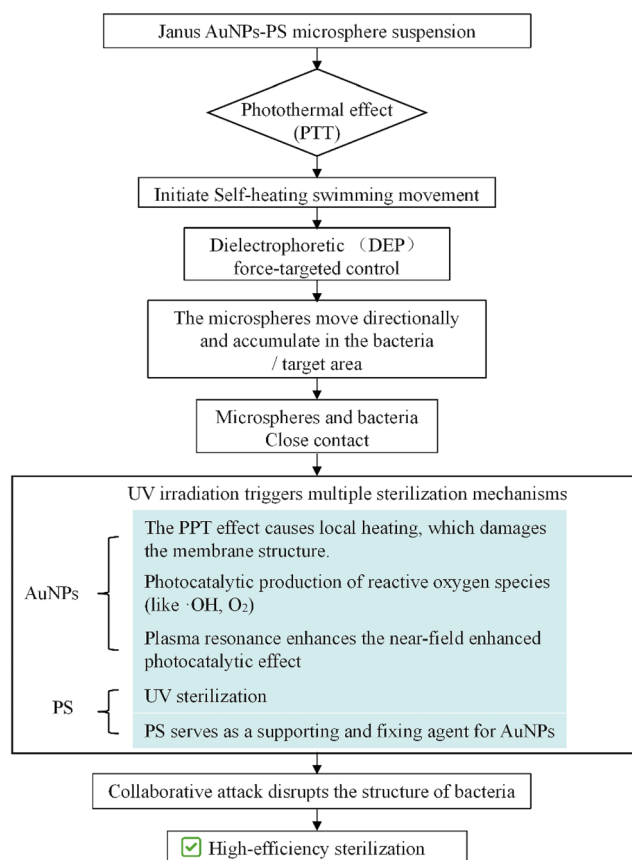 Janus AuNPs-PS microsphere suspension
Photothermal effect
(PTT)
Initiate Self-heating swimming movement
Dielectrophoretic （DEP）
force-targeted control
The microspheres move directionally
and accumulate in the bacteria
/ target area
Microspheres and bacteria
Close contact
UV irradiation triggers multiple sterilization mechanisms
AuNPs
The PPT effect causes local heating, which damages
the membrane structure.
Photocatalytic production of reactive oxygen species
(like ·OH, O₂)
Plasma resonance enhances the near-field enhanced
photocatalytic effect
PS
UV sterilization
PS serves as a supporting and fixing agent for AuNPs
Collaborative attack disrupts the structure of bacteria
High-efficiency sterilization